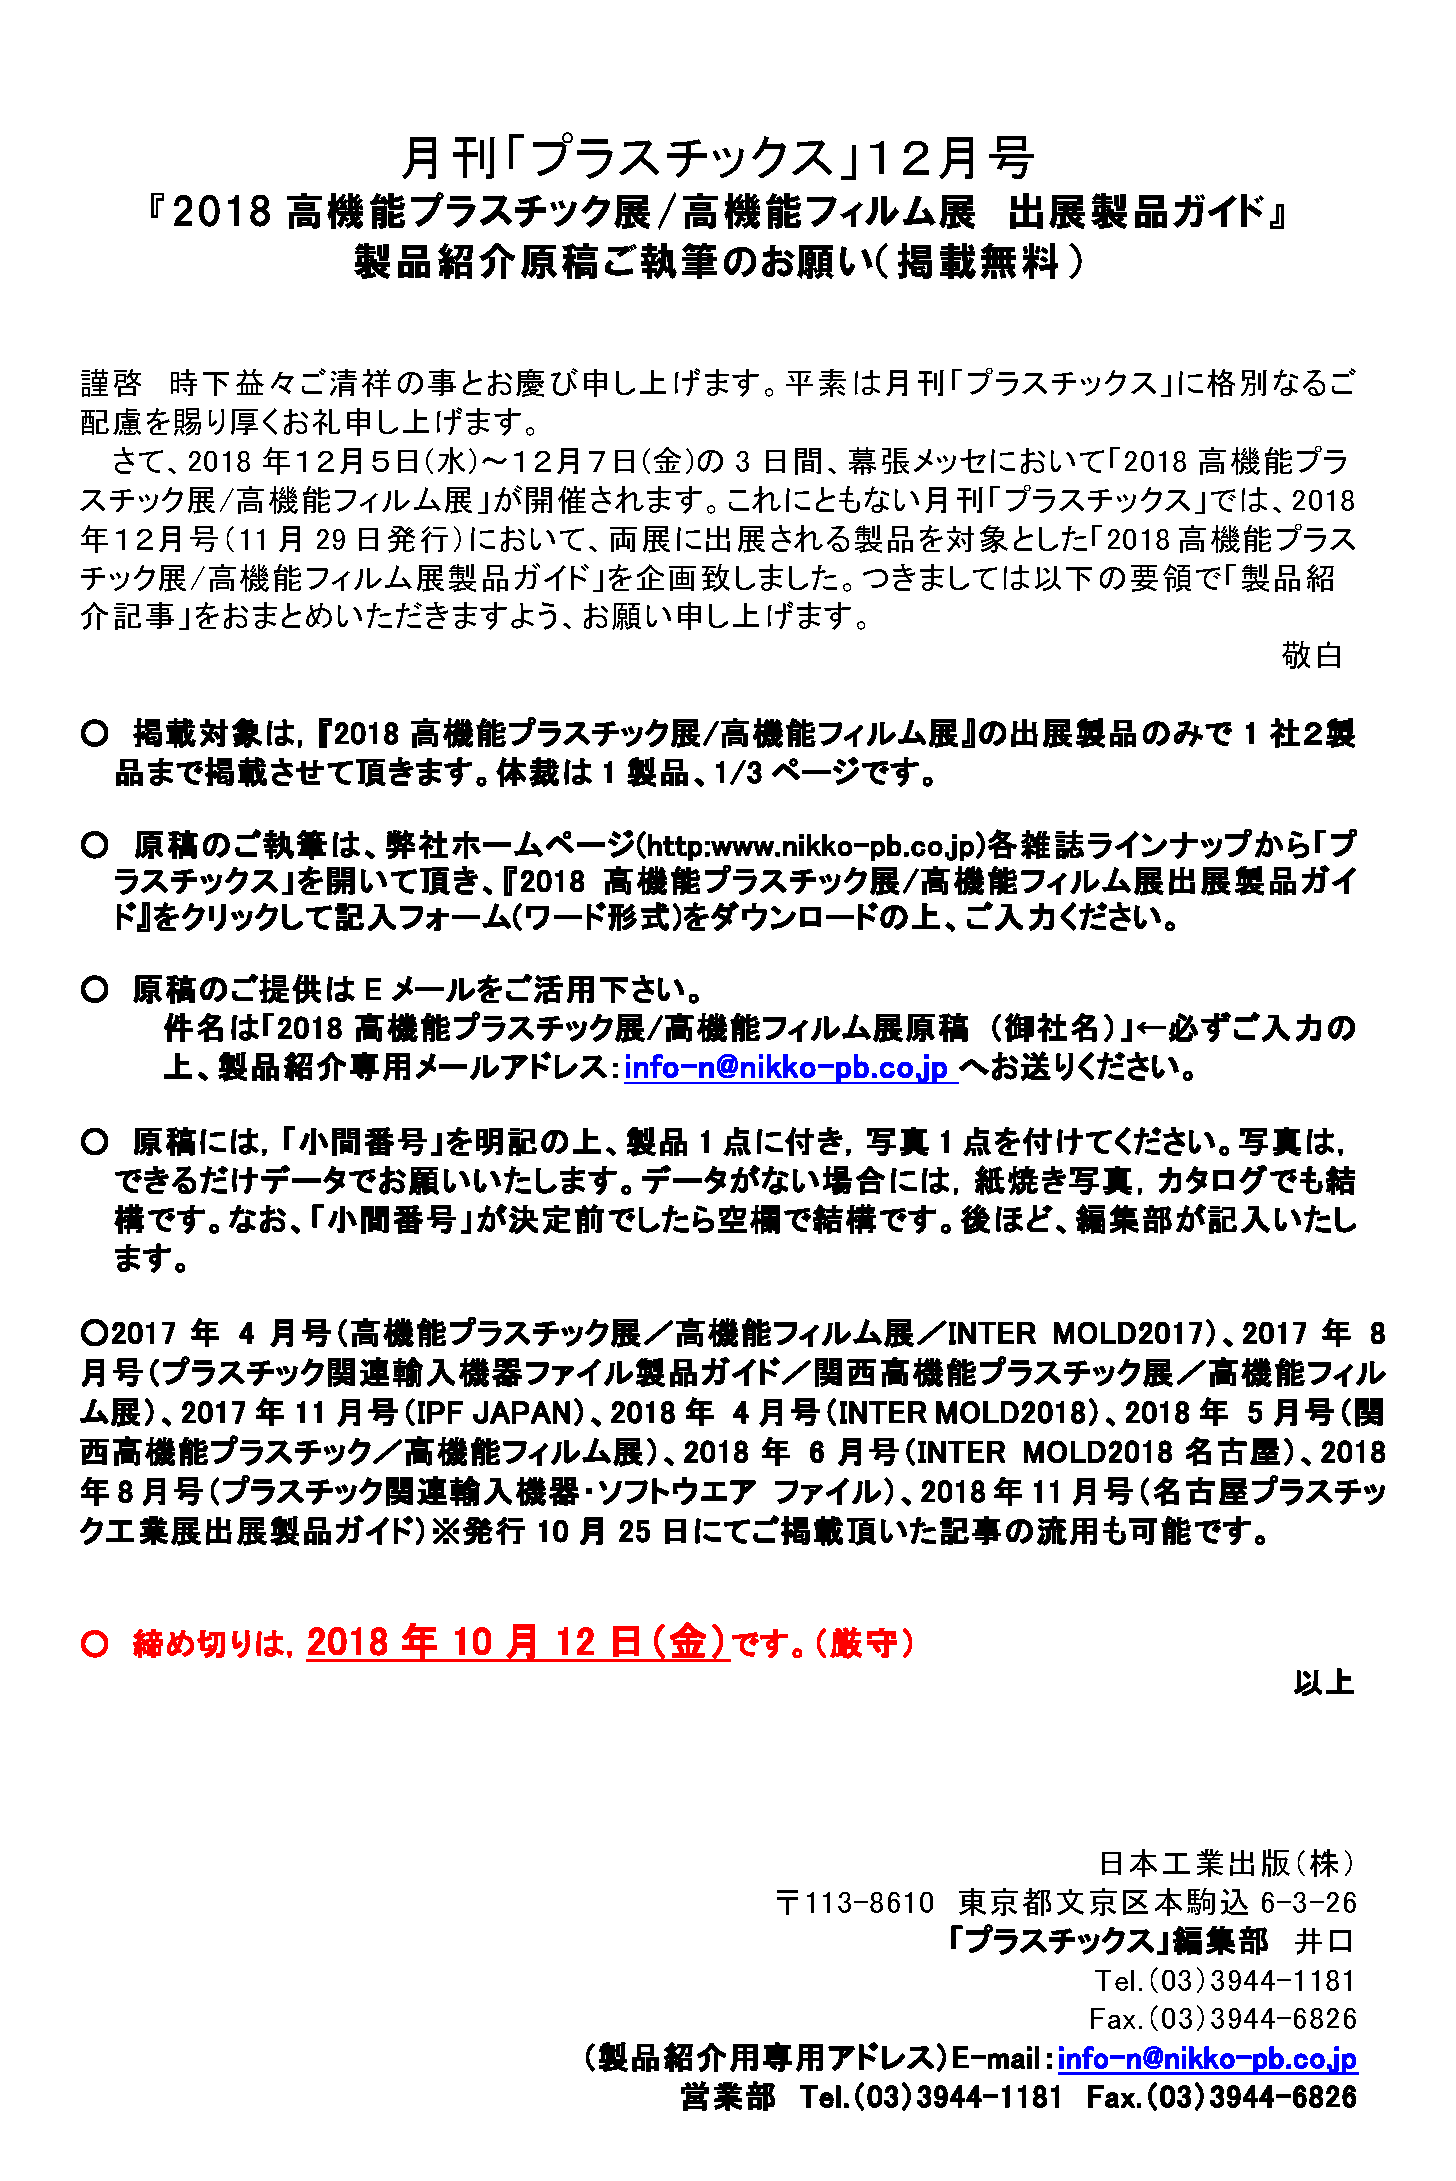 月刊「プラスチックス」１２月号
『2018 高機能プラスチック展/高機能フィルム展　出展製品ガイド』
製品紹介原稿ご執筆のお願い（掲載無料）
謹啓　時下益々ご清祥の事とお慶び申し上げます。平素は月刊「プラスチックス」に格別なるご
配慮を賜り厚くお礼申し上げます。
さて、2018 年１２月５日(水)～１２月７日(金)の 3 日間、幕張メッセにおいて「2018 高機能プラ
スチック展/高機能フィルム展」が開催されます。これにともない月刊「プラスチックス」では、2018
年１２月号（11 月 29 日発行）において、両展に出展される製品を対象とした「2018 高機能プラス
チック展/高機能フィルム展製品ガイド」を企画致しました。つきましては以下の要領で「製品紹
介記事」をおまとめいただきますよう、お願い申し上げます。
敬白
○　掲載対象は，『2018 高機能プラスチック展/高機能フィルム展』の出展製品のみで 1 社２製
品まで掲載させて頂きます。体裁は 1 製品、1/3 ページです。
○　原稿のご執筆は、弊社ホームページ(http:www.nikko-pb.co.jp)各雑誌ラインナップから「プ
ラスチックス」を開いて頂き、『2018 高機能プラスチック展/高機能フィルム展出展製品ガイ
ド』をクリックして記入フォーム(ワード形式)をダウンロードの上、ご入力ください。
○　原稿のご提供は E メールをご活用下さい。
件名は「2018 高機能プラスチック展/高機能フィルム展原稿（御社名）」←必ずご入力の
上、製品紹介専用メールアドレス：info-n@nikko-pb.co.jp へお送りください。
○　原稿には，「小間番号」を明記の上、製品 1 点に付き，写真 1 点を付けてください。写真は，
できるだけデータでお願いいたします。データがない場合には，紙焼き写真，カタログでも結
構です。なお、「小間番号」が決定前でしたら空欄で結構です。後ほど、編集部が記入いたし
ます。
○2017 年 4 月号（高機能プラスチック展／高機能フィルム展／INTER MOLD2017）、2017 年 8
月号（プラスチック関連輸入機器ファイル製品ガイド／関西高機能プラスチック展／高機能フィル
ム展）、2017 年 11 月号（IPF JAPAN）、2018 年 4 月号（INTER MOLD2018）、2018 年 5 月号（関
西高機能プラスチック／高機能フィルム展）、2018 年 6 月号（INTER MOLD2018 名古屋）、2018
年 8 月号（プラスチック関連輸入機器・ソフトウエア ファイル）、2018 年 11 月号（名古屋プラスチッ
ク工業展出展製品ガイド）※発行 10 月 25 日にてご掲載頂いた記事の流用も可能です。
○　締め切りは，2018 年 10 月 12 日（金）です。（厳守）
以上
日本工業出版（株）
〒113-8610　東京都文京区本駒込 6-3-26
「プラスチックス」編集部　井口
Tel.（03）3944-1181
Fax.（03）3944-6826
（製品紹介用専用アドレス）E-mail：info-n@nikko-pb.co.jp
営業部　Tel.（03）3944-1181　Fax.（03）3944-6826